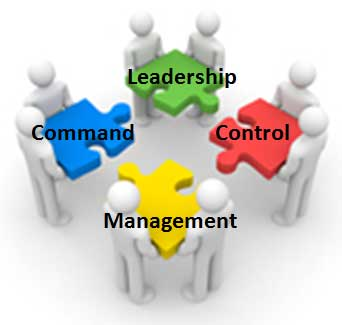 Leadership
Command
Control
Management